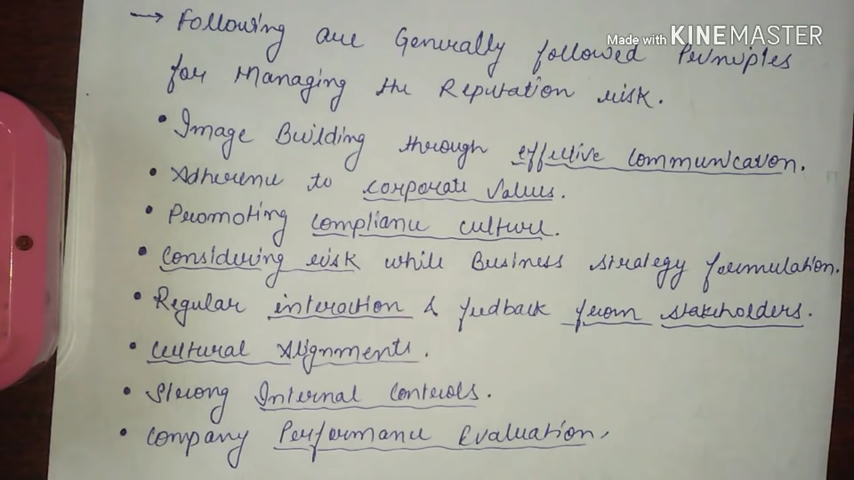 → Following are Generally followed Principles
Made with KINEMASTER
for Managing the Reputation risk.
• Image Building through effective communication.
• Adherence to corporate values.
• Promoting compliance culture.
• Considering risk while Business strategy formulation.
• Regular interaction & feedback from stakeholders.
• Cultural Alignments.
• Strong Internal Controls.
• Company Performance Evaluation.